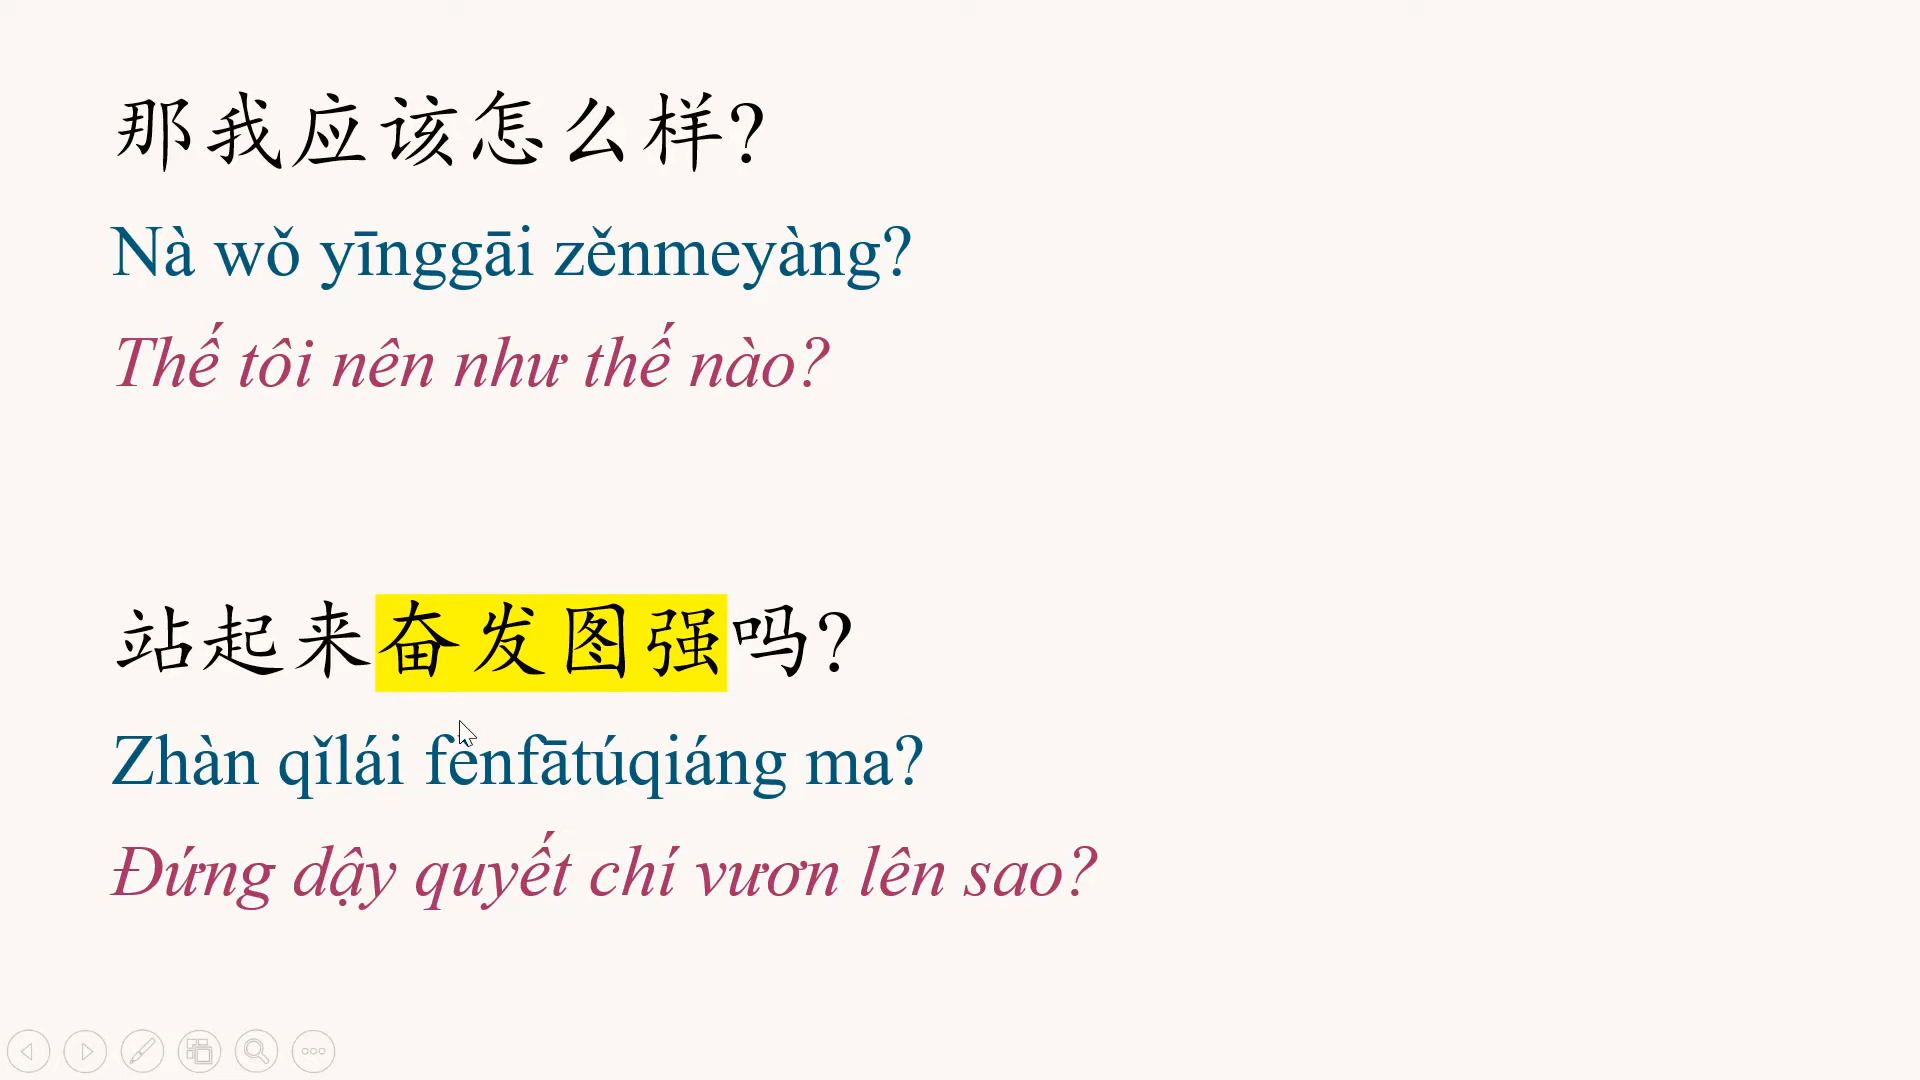 那我应该怎么样?
Nà wǒ yīnggāi zěnmeyàng?
Thế tôi nên như thế nào?
站起来奋发图强吗?
Zhàn qǐlái fènfātúqiáng ma?
Đứng dậy quyết chí vươn lên sao?